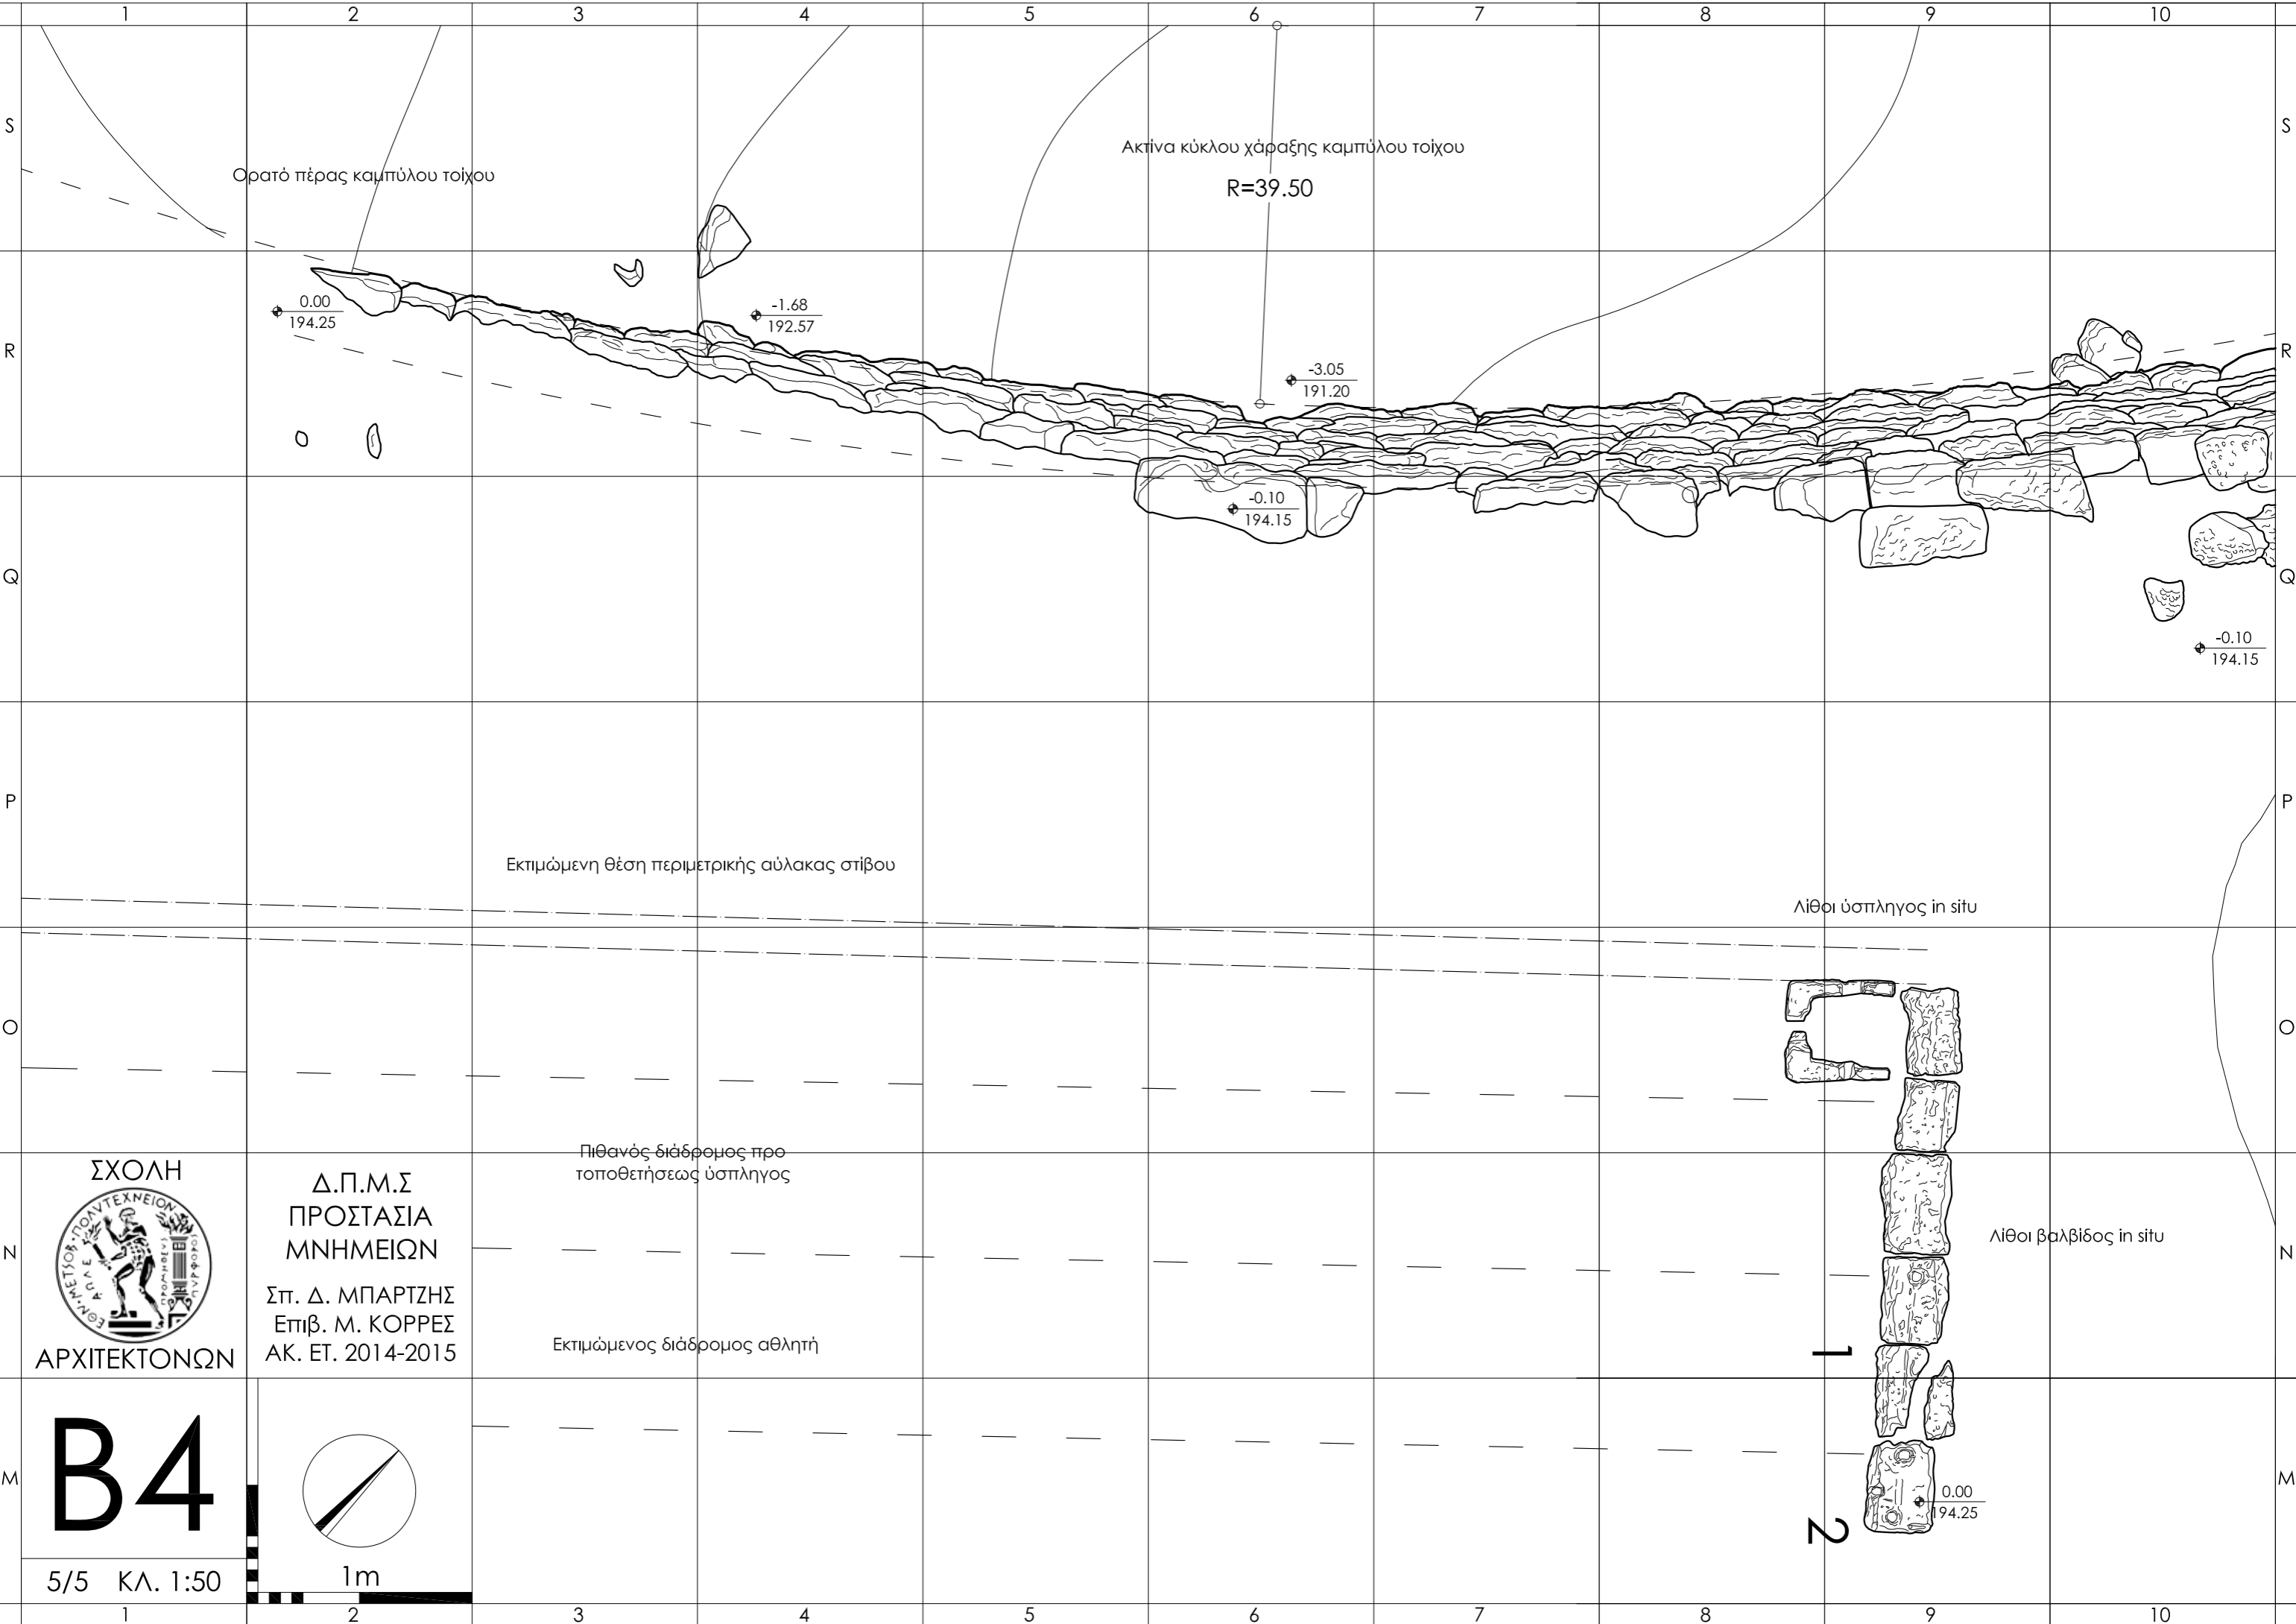 1 2 3 4 5 6 7 8 9 10
S S
Ορατό πέρας καμπύλου τοίχου
Ακτίνα κύκλου χάραξης καμπύλου τοίχου
R=39.50
0.00
194.25
-1.68
192.57
-3.05
191.20
R R
-0.10
194.15
Q Q
-0.10
194.15
P P
Εκτιμώμενη θέση περιμετρικής αύλακας στίβου
Λίθοι ύσπληγος in situ
O O
Πιθανός διάδρομος προ
τοποθετήσεως ύσπληγος
Λίθοι βαλβίδος in situ
N N
Εκτιμώμενος διάδρομος αθλητή
1
2
0.00
194.25
M M
ΣΧΟΛΗ
ΕΘΝ·ΜΕΤΣΟΒ·ΠΟΛΥΤΕΧΝΕΙΟΝ
ΑΡΧΙΤΕΚΤΟΝΩΝ
Δ.Π.Μ.Σ
ΠΡΟΣΤΑΣΙΑ
ΜΝΗΜΕΙΩΝ
Σπ. Δ. ΜΠΑΡΤΖΗΣ
Επιβ. Μ. ΚΟΡΡΕΣ
ΑΚ. ΕΤ. 2014-2015
B4
5/5 ΚΛ. 1:50
1m
1 2 3 4 5 6 7 8 9 10